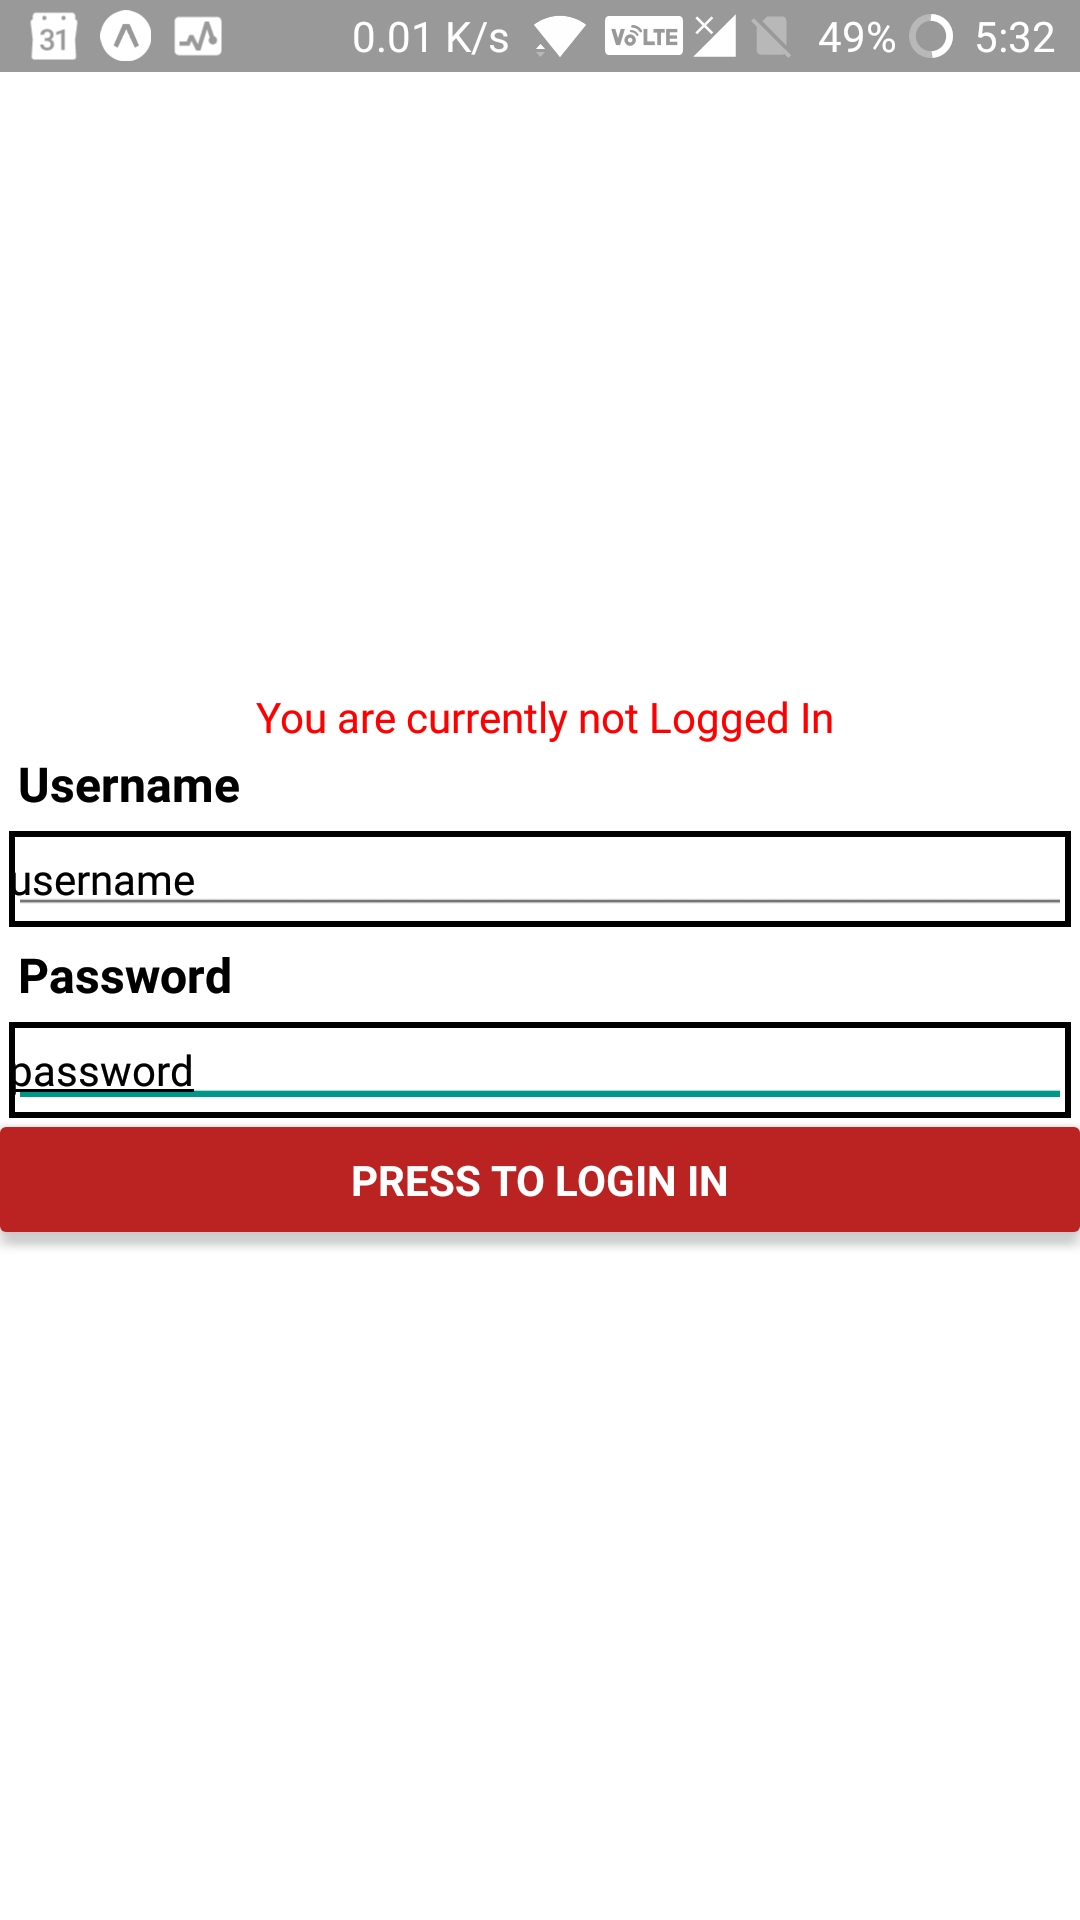 31 0.01 K/s VoLTE 49% 5:32
You are currently not Logged In
Username
username
Password
password
PRESS TO LOGIN IN